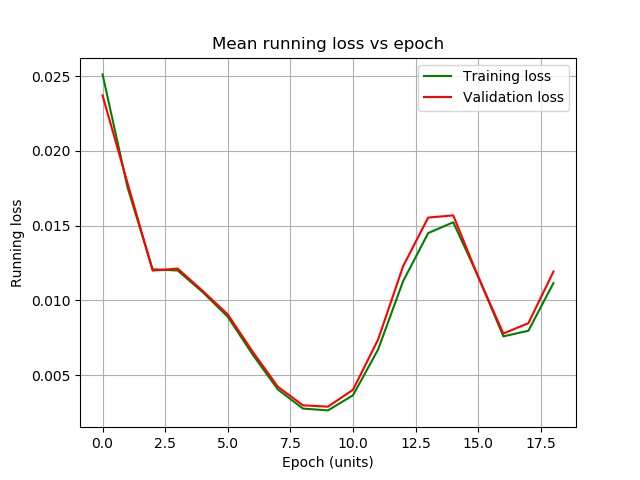 Mean running loss vs epoch
Training loss
Validation loss
0.025
0.020
0.015
0.010
0.005
Running loss
0.0 2.5 5.0 7.5 10.0 12.5 15.0 17.5
Epoch (units)